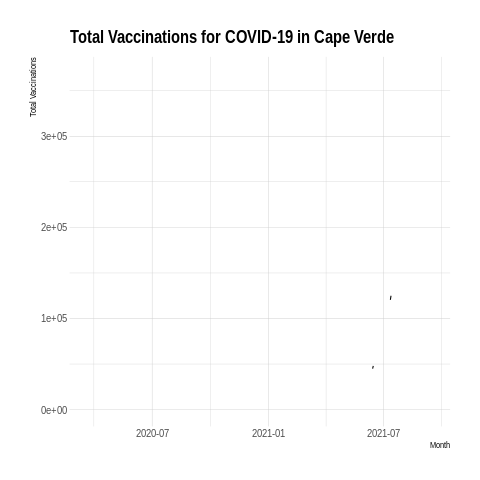 Total Vaccinations for COVID-19 in Cape Verde
Total Vaccinations
3e+05
2e+05
1e+05
0e+00
2020-07 2021-01 2021-07
Month